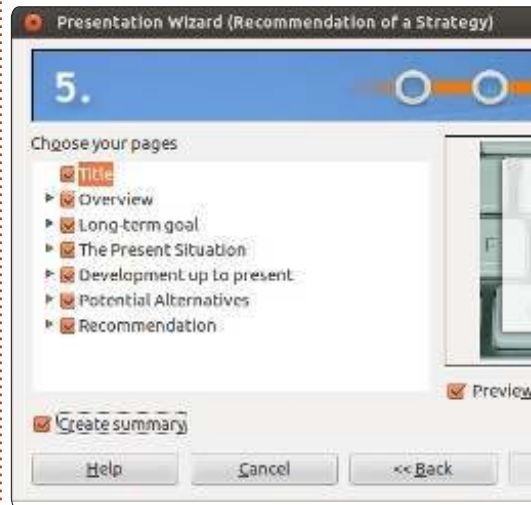 Presentation Wizard (Recommendation of a Strategy)
5.
Choose your pages
Title
Overview
Long-term goal
The Present Situation
Development up to present
Potential Alternatives
Recommendation
Preview
Create summary
Help
Cancel
<< Back